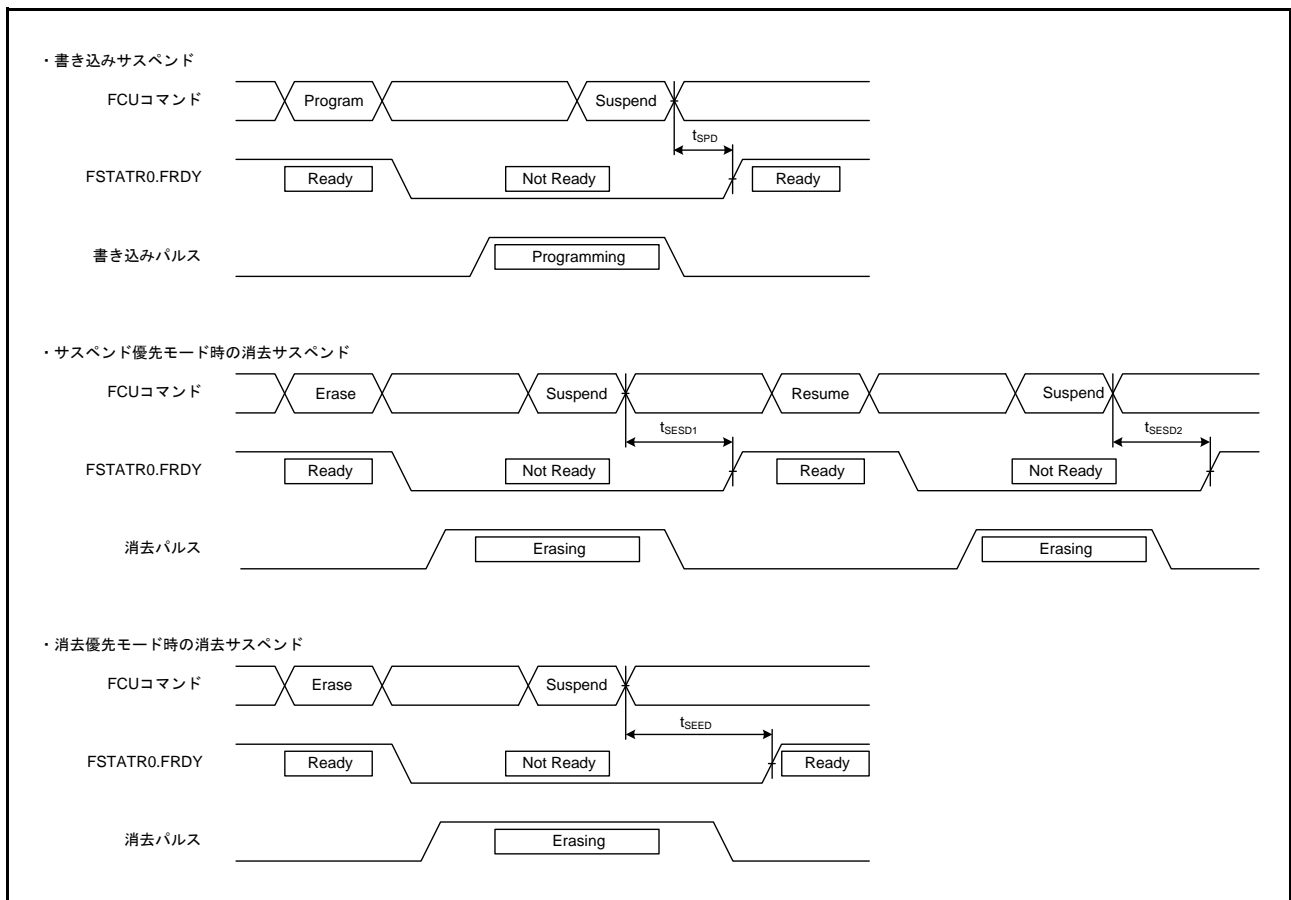 ・書き込みサスペンド
FCUコマンド Program Suspend
tSPD
FSTATR0.FRDY Ready Not Ready Ready
書き込みパルス Programming
・サスペンド優先モード時の消去サスペンド
FCUコマンド Erase Suspend Resume Suspend
tSESD1 tSESD2
FSTATR0.FRDY Ready Not Ready Ready Not Ready
消去パルス Erasing Erasing
・消去優先モード時の消去サスペンド
FCUコマンド Erase Suspend
tSEED
FSTATR0.FRDY Ready Not Ready Ready
消去パルス Erasing